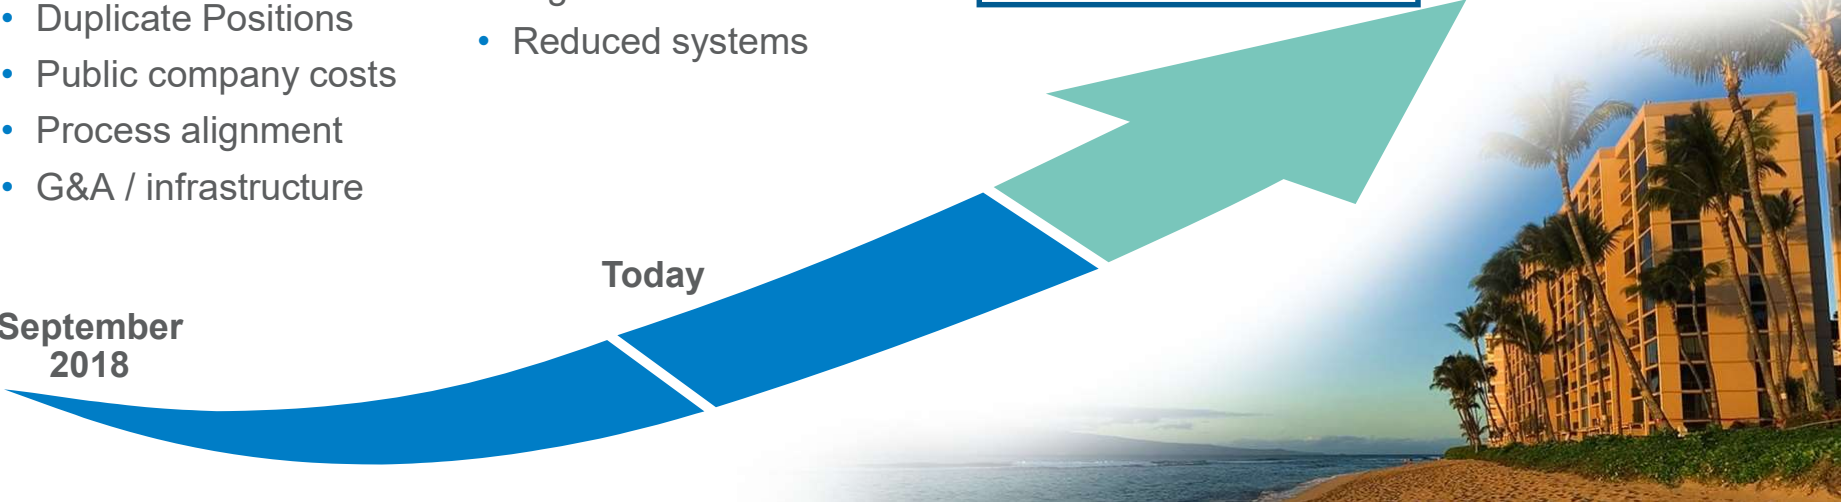 • Duplicate Positions
• Public company costs
• Process alignment
• G&A / infrastructure
• Reduced systems
Today
September
2018